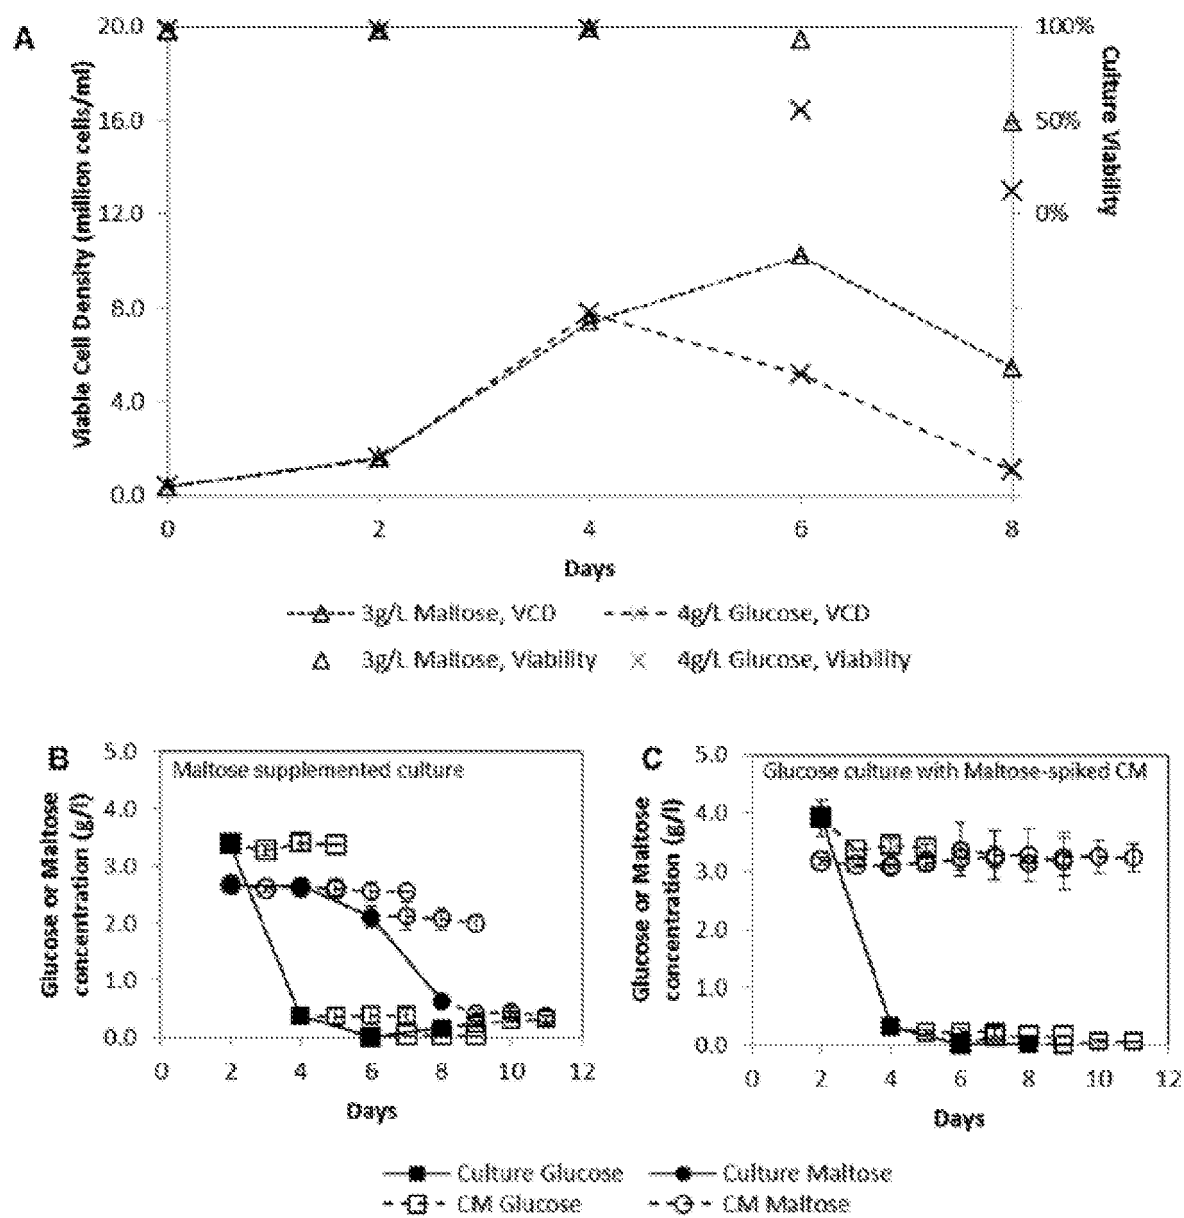 A
20.0
16.0
12.0
8.0
4.0
0.0
Viable Cell Density (million cells/ml)
100%
50%
0%
Culture Viability
0 2 4 6 8
Days
3g/L Maltose, VCD 4g/L Glucose, VCD
3g/L Maltose, Viability 4g/L Glucose, Viability
B
Glucose or Maltose
concentration (g/l)
5.0
4.0
3.0
2.0
1.0
0.0
Maltose supplemented culture
0 2 4 6 8 10 12
Days
C
Glucose or Maltose
concentration (g/l)
5.0
4.0
3.0
2.0
1.0
0.0
Glucose culture with Maltose-spiked CM
0 2 4 6 8 10 12
Days
Culture Glucose Culture Maltose
CM Glucose CM Maltose